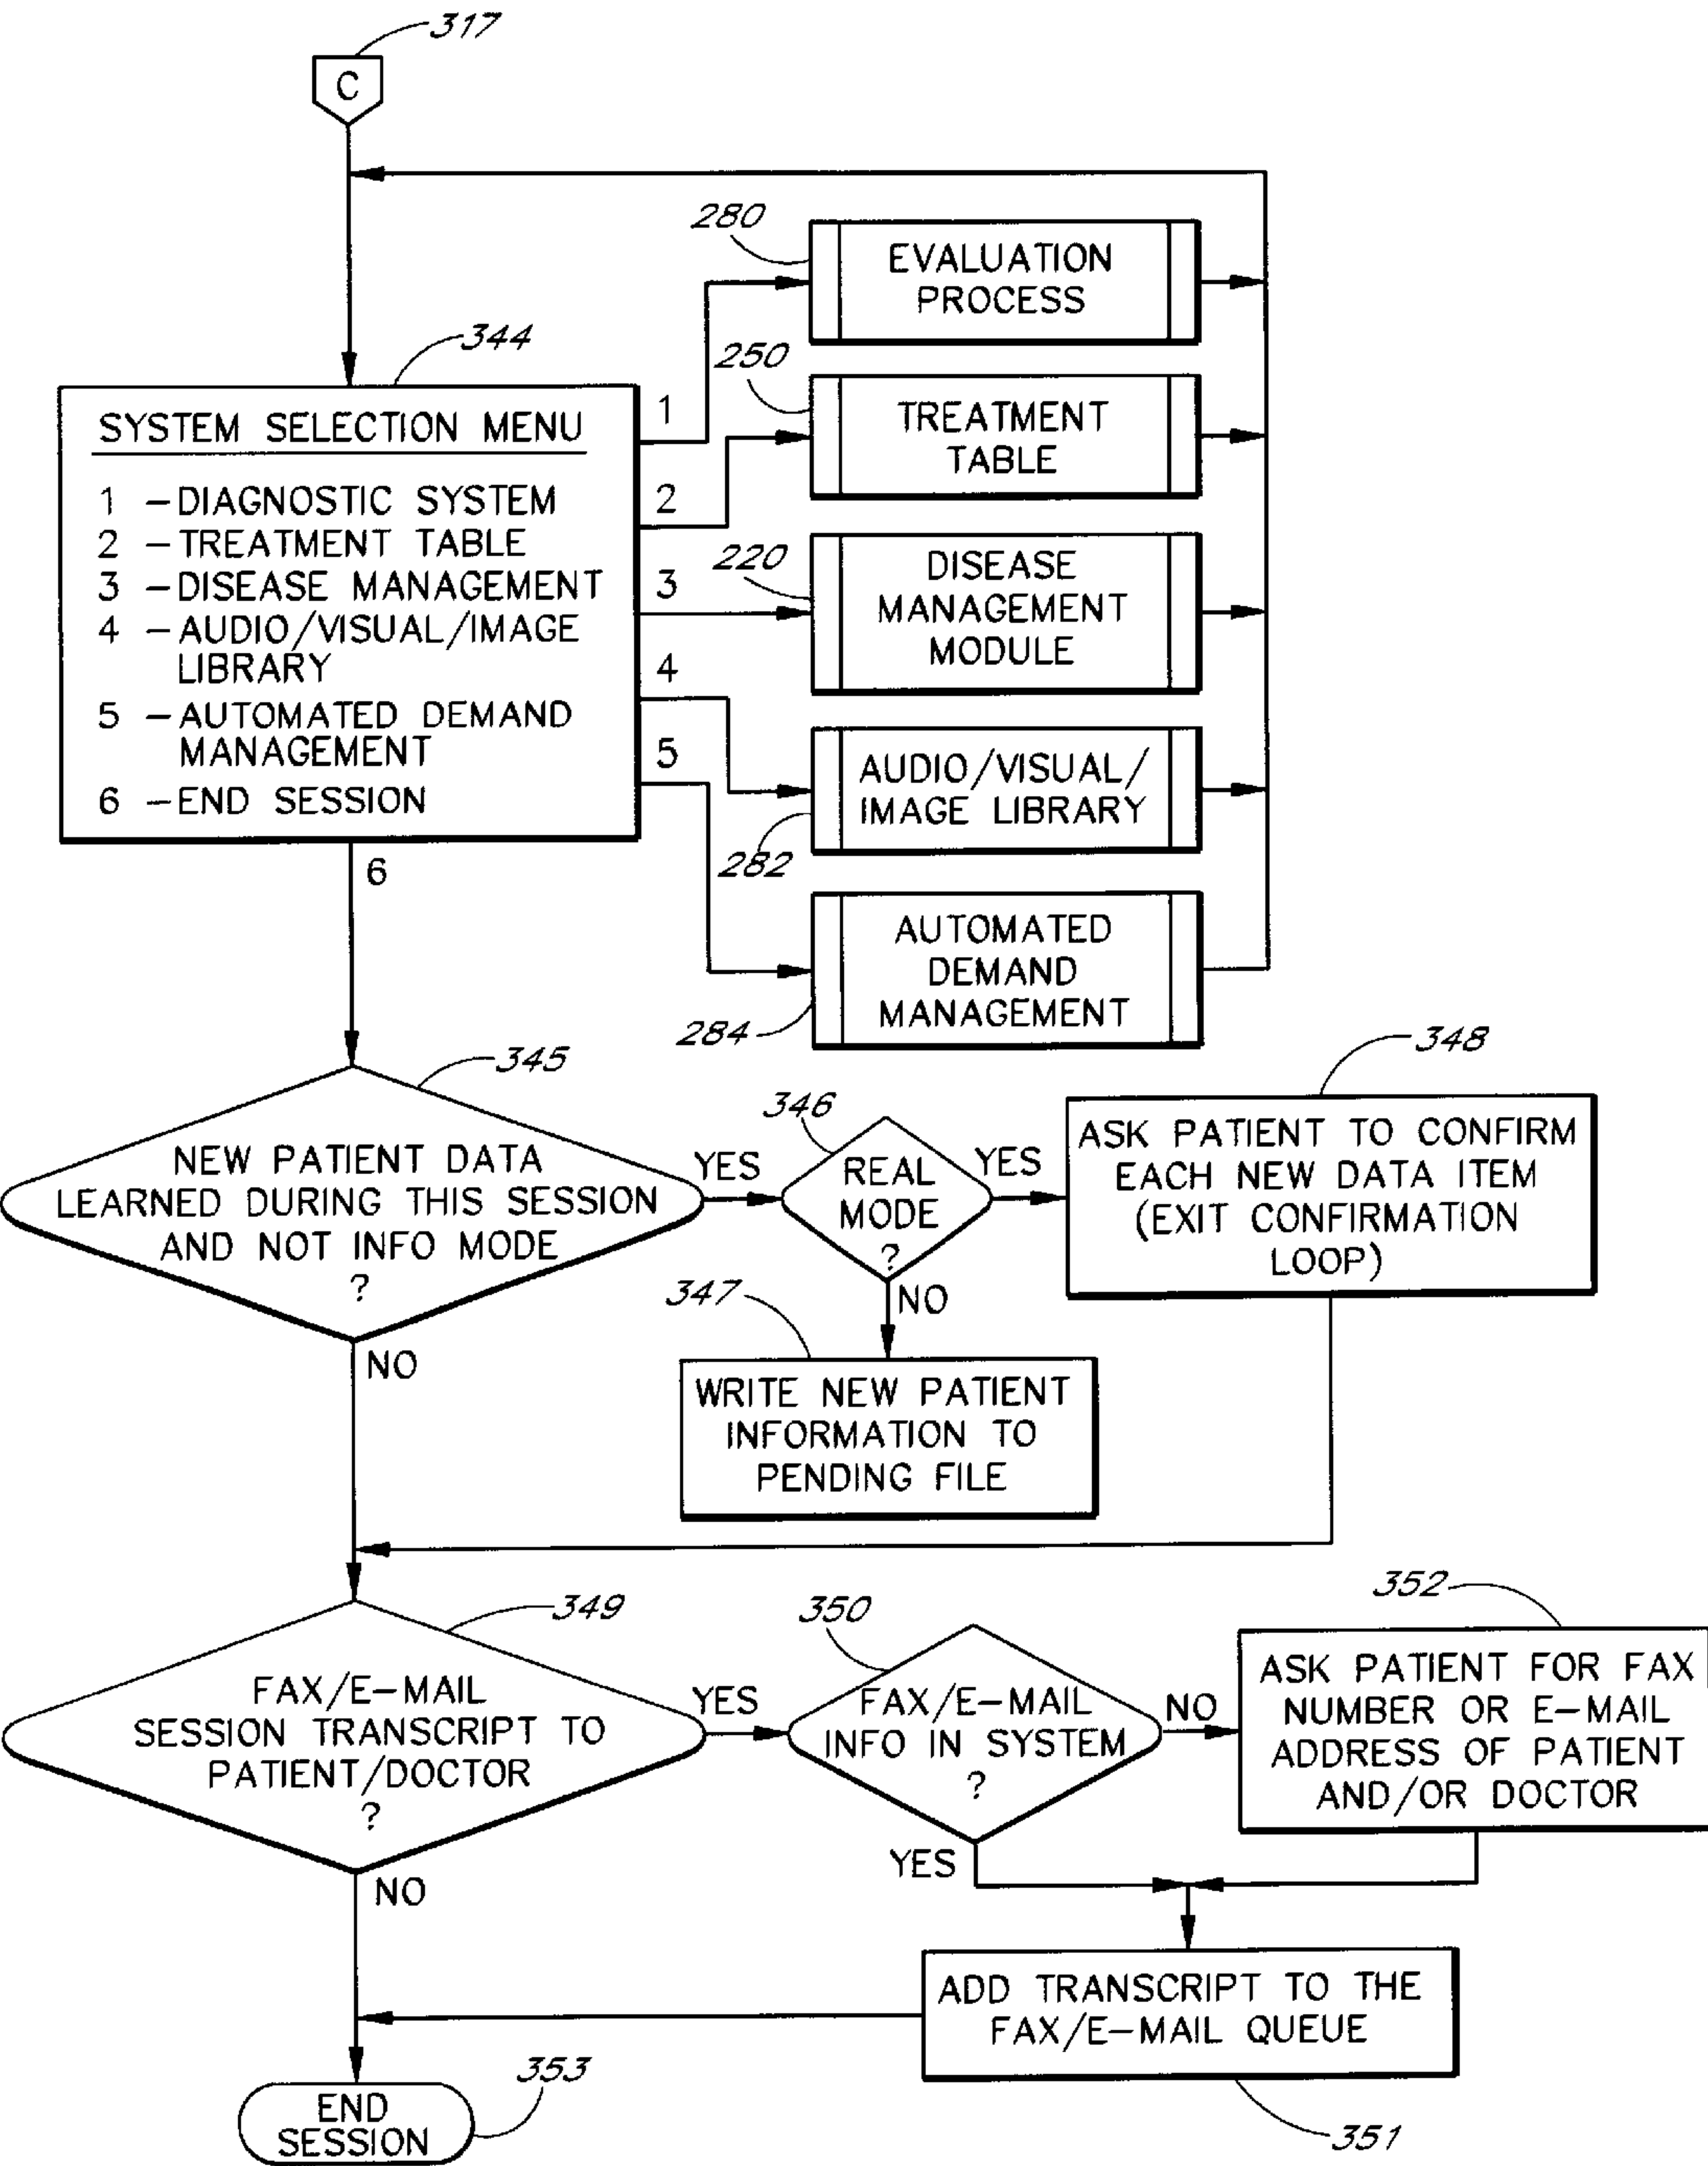 317
C
280
EVALUATION
PROCESS
344
250
TREATMENT
TABLE
SYSTEM SELECTION MENU
1 -DIAGNOSTIC SYSTEM
2 -TREATMENT TABLE
3 -DISEASE MANAGEMENT
4 -AUDIO/VISUAL/IMAGE
LIBRARY
5 -AUTOMATED DEMAND
MANAGEMENT
6 -END SESSION
1
2
3
4
5
6
220
DISEASE
MANAGEMENT
MODULE
AUDIO/VISUAL/
IMAGE LIBRARY
282
AUTOMATED
DEMAND
MANAGEMENT
284
345
NEW PATIENT DATA
LEARNED DURING THIS SESSION
AND NOT INFO MODE
?
YES
NO
346
REAL
MODE
?
YES
NO
348
ASK PATIENT TO CONFIRM
EACH NEW DATA ITEM
(EXIT CONFIRMATION
LOOP)
347
WRITE NEW PATIENT
INFORMATION TO
PENDING FILE
349
FAX/E-MAIL
SESSION TRANSCRIPT TO
PATIENT/DOCTOR
?
YES
NO
350
FAX/E-MAIL
INFO IN SYSTEM
?
NO
YES
352
ASK PATIENT FOR FAX
NUMBER OR E-MAIL
ADDRESS OF PATIENT
AND/OR DOCTOR
ADD TRANSCRIPT TO THE
FAX/E-MAIL QUEUE
351
353
END
SESSION